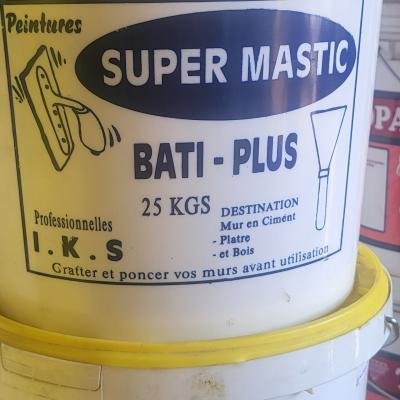 Peintures
SUPER MASTIC
BATI - PLUS
25 KGS
DESTINATION
Mur en Ciment
- Platre
- et Bois
Professionnelles
I.K.S
Grafter et poncer vos murs avant utilisation
OPA